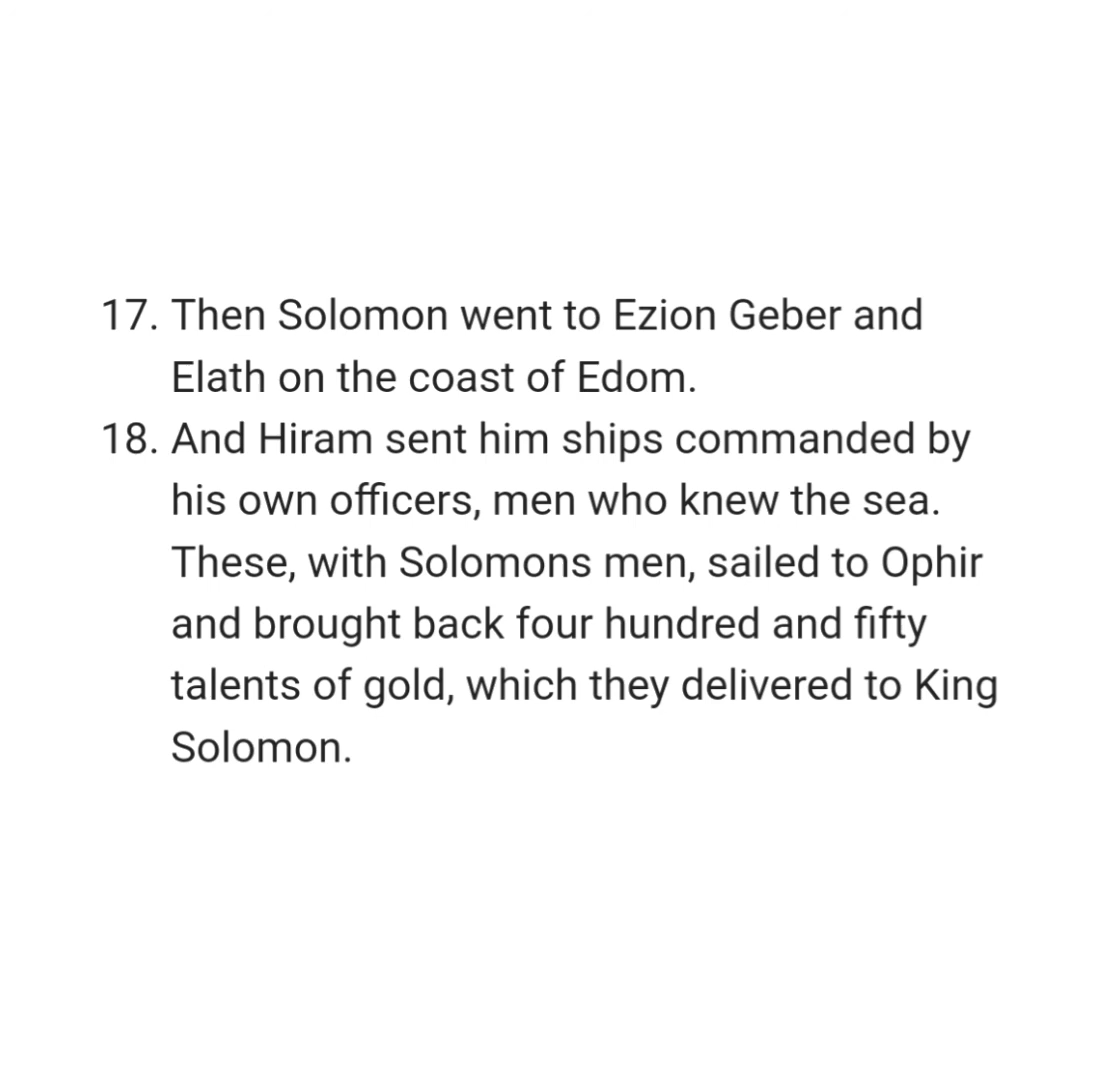 17. Then Solomon went to Ezion Geber and
Elath on the coast of Edom.
18. And Hiram sent him ships commanded by
his own officers, men who knew the sea.
These, with Solomons men, sailed to Ophir
and brought back four hundred and fifty
talents of gold, which they delivered to King
Solomon.